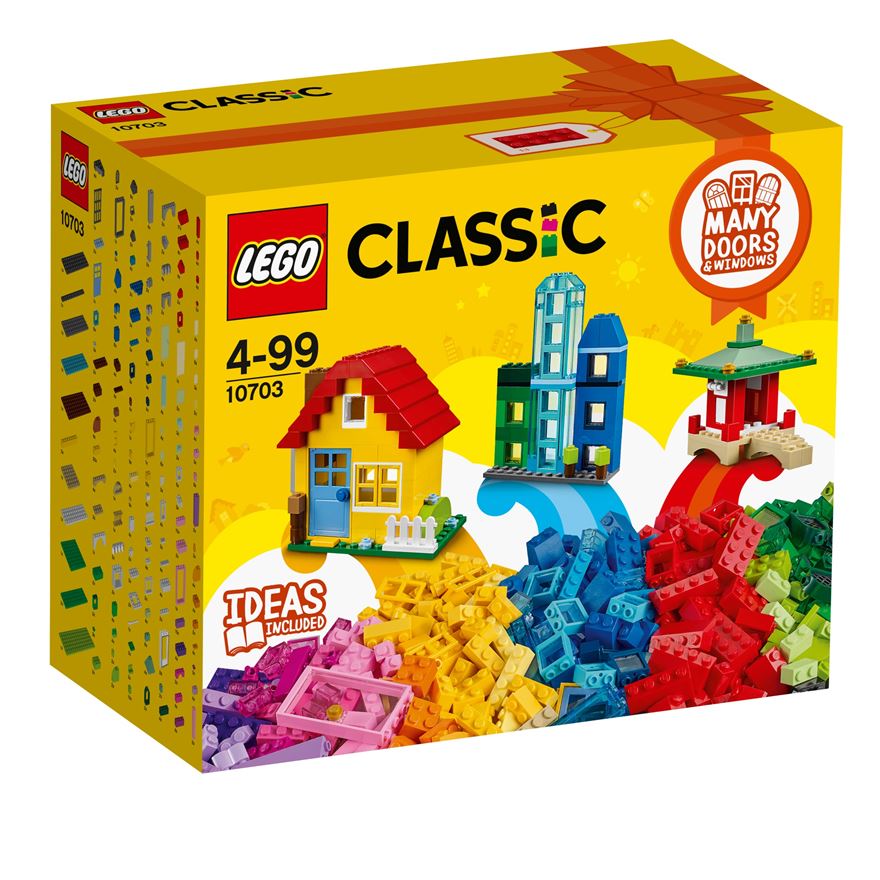 LEGO CLASSIC
10703
LEGO
10703
LEGO CLASSIC
4-99
10703
MANY
DOORS
& WINDOWS
IDEAS
INCLUDED